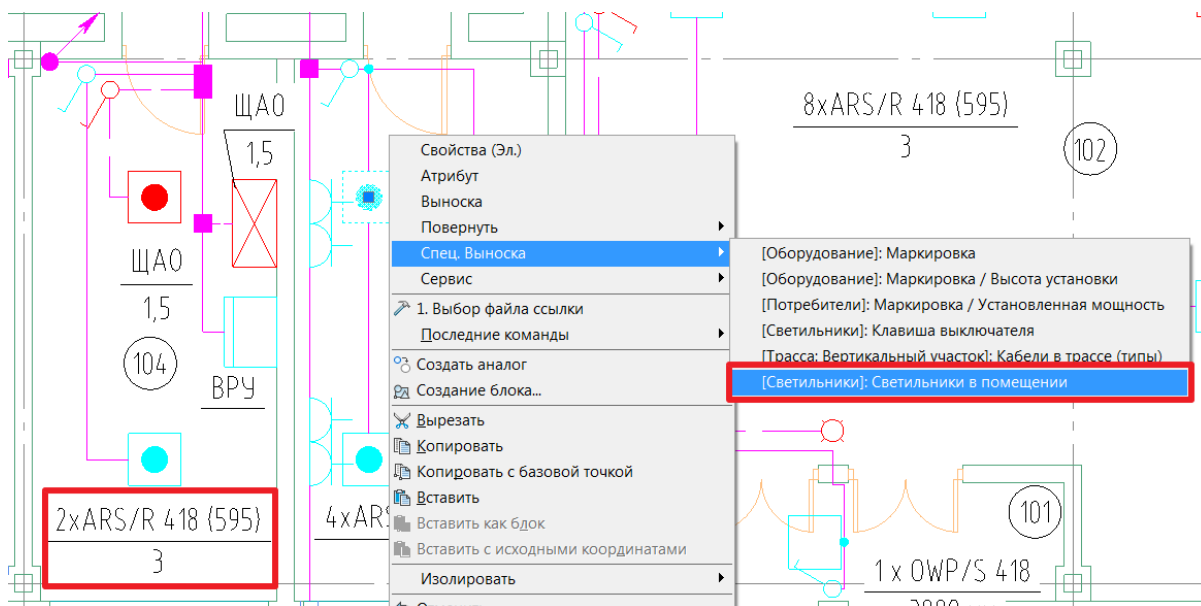 ЩАО
1,5
8xARS/R 418 (595)
3
102
ЩАО
1,5
104
ВРУ
2xARS/R 418 (595)
3
Свойства (Эл.)
Атрибут
Выноска
Повернуть
Спец. Выноска
Сервис
1. Выбор файла ссылки
Последние команды
Создать аналог
Создание блока...
Вырезать
Копировать
Копировать с базовой точкой
Вставить
Вставить как блок
Вставить с исходными координатами
Изолировать
[Оборудование]: Маркировка
[Оборудование]: Маркировка / Высота установки
[Потребители]: Маркировка / Установленная мощность
[Светильники]: Клавиша выключателя
[Трасса: Вертикальный участок]: Кабели в трассе (типы)
[Светильники]: Светильники в помещении
101
1 x OWP/S 418